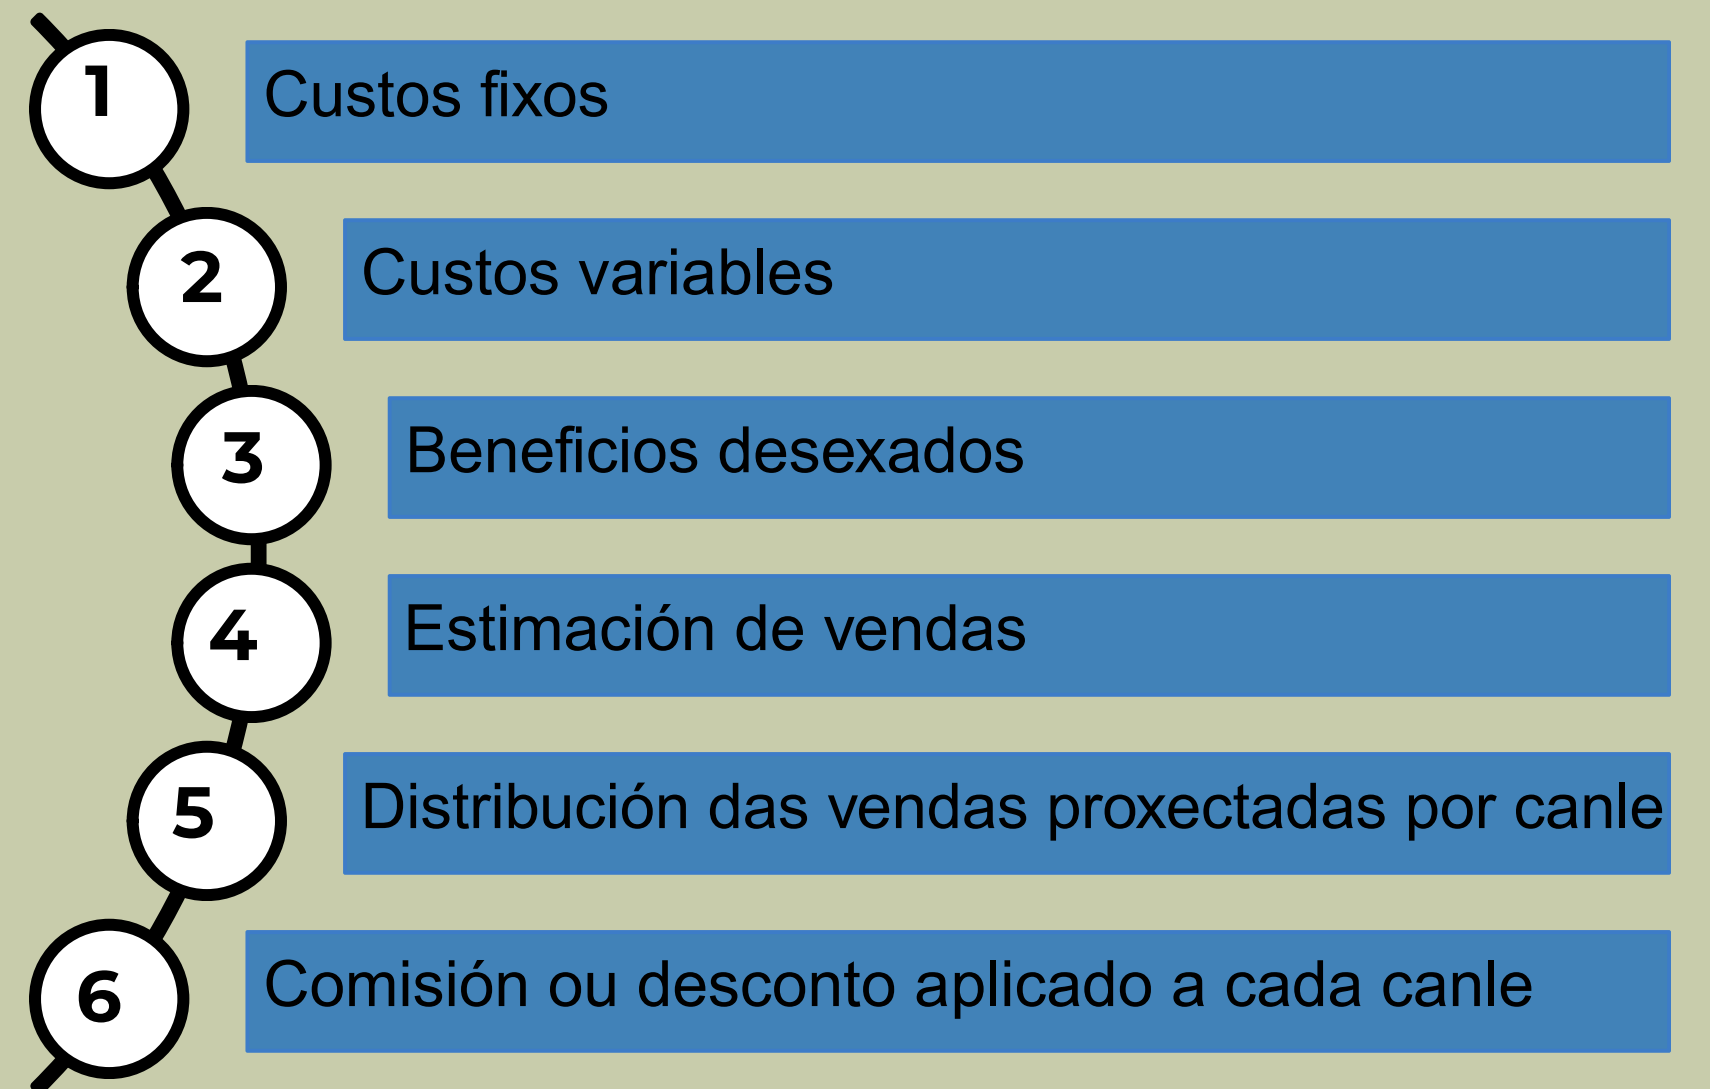 1
Custos fixos
2
Custos variables
3
Beneficios desexados
4
Estimación de vendas
5
Distribución das vendas proxectadas por canle
6
Comisión ou desconto aplicado a cada canle